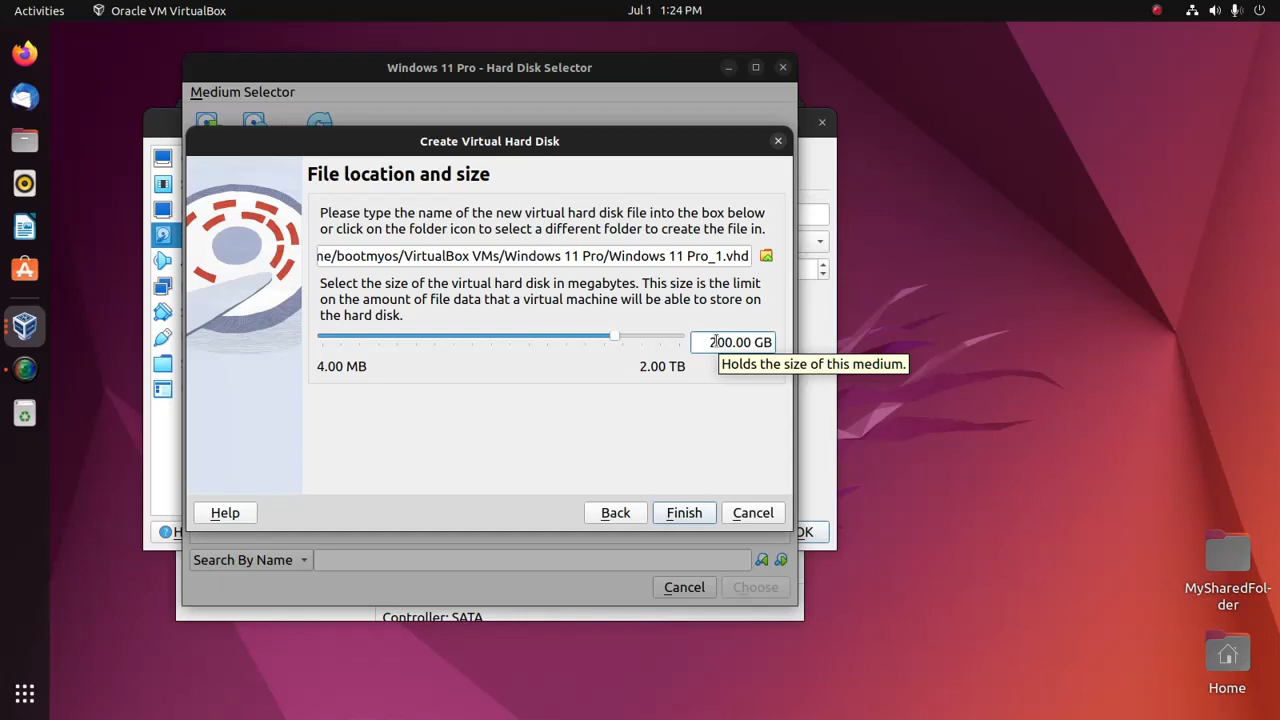 Activities
Oracle VM VirtualBox
Jul 1 1:24 PM
Windows 11 Pro - Hard Disk Selector
Medium Selector
Create Virtual Hard Disk
File location and size
Please type the name of the new virtual hard disk file into the box below
or click on the folder icon to select a different folder to create the file in.
ne/bootmyos/VirtualBox VMs/Windows 11 Pro/Windows 11 Pro_1.vhd
Select the size of the virtual hard disk in megabytes. This size is the limit
on the amount of file data that a virtual machine will be able to store on
the hard disk.
200.00 GB
4.00 MB
2.00 TB
Holds the size of this medium.
Help
Back
Finish
Cancel
H
OK
Search By Name
Cancel
Choose
Controller: SATA
MySharedFol-
der
Home